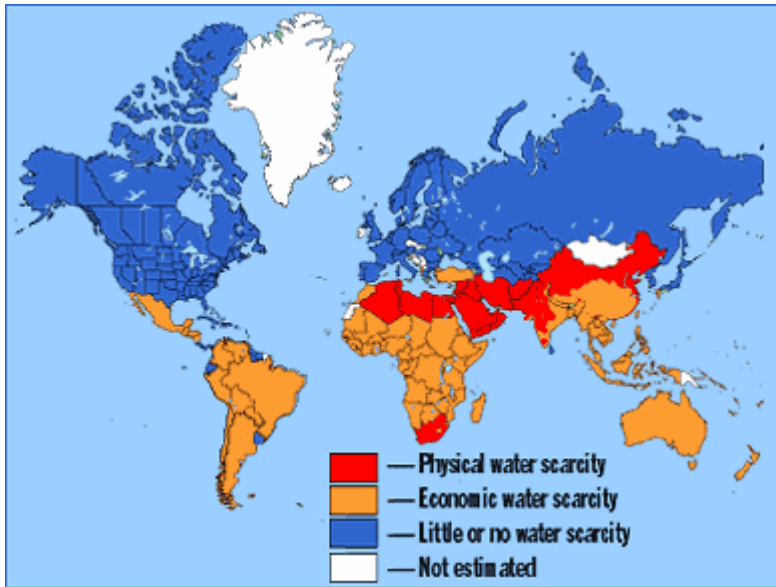 — Physical water scarcity
— Economic water scarcity
— Little or no water scarcity
— Not estimated